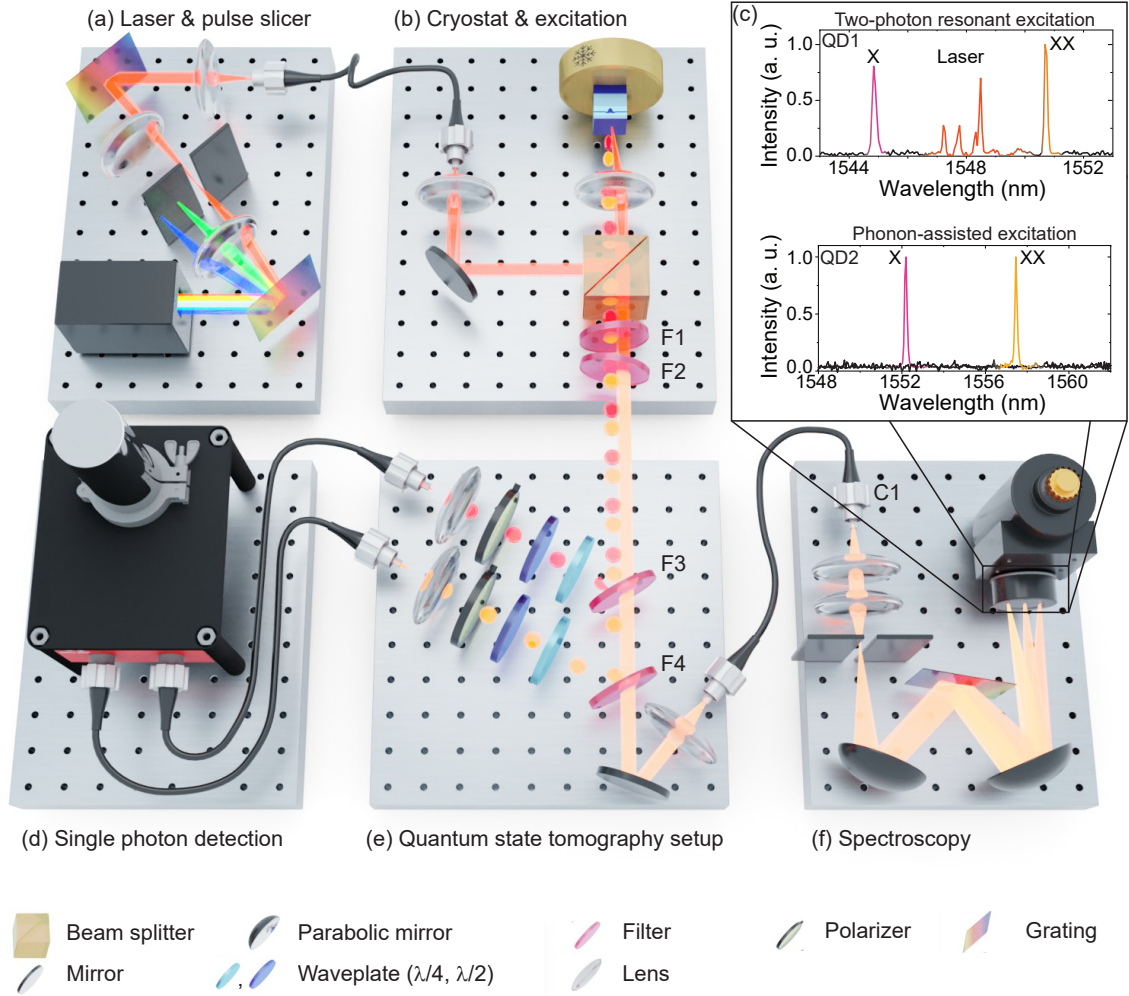 (a) Laser & pulse slicer
(b) Cryostat & excitation
(c)
Two-photon resonant excitation
QD1
X
Laser
XX
Intensity (a. u.)
1.0
0.5
0.0
1544
1548
1552
Wavelength (nm)
Phonon-assisted excitation
QD2
X
XX
Intensity (a. u.)
1.0
0.5
0.0
1548
1552
1556
1560
Wavelength (nm)
F1
F2
F3
F4
C1
(d) Single photon detection
(e) Quantum state tomography setup
(f) Spectroscopy
Beam splitter
Parabolic mirror
Filter
Polarizer
Grating
Mirror
, Waveplate (λ/4, λ/2)
Lens